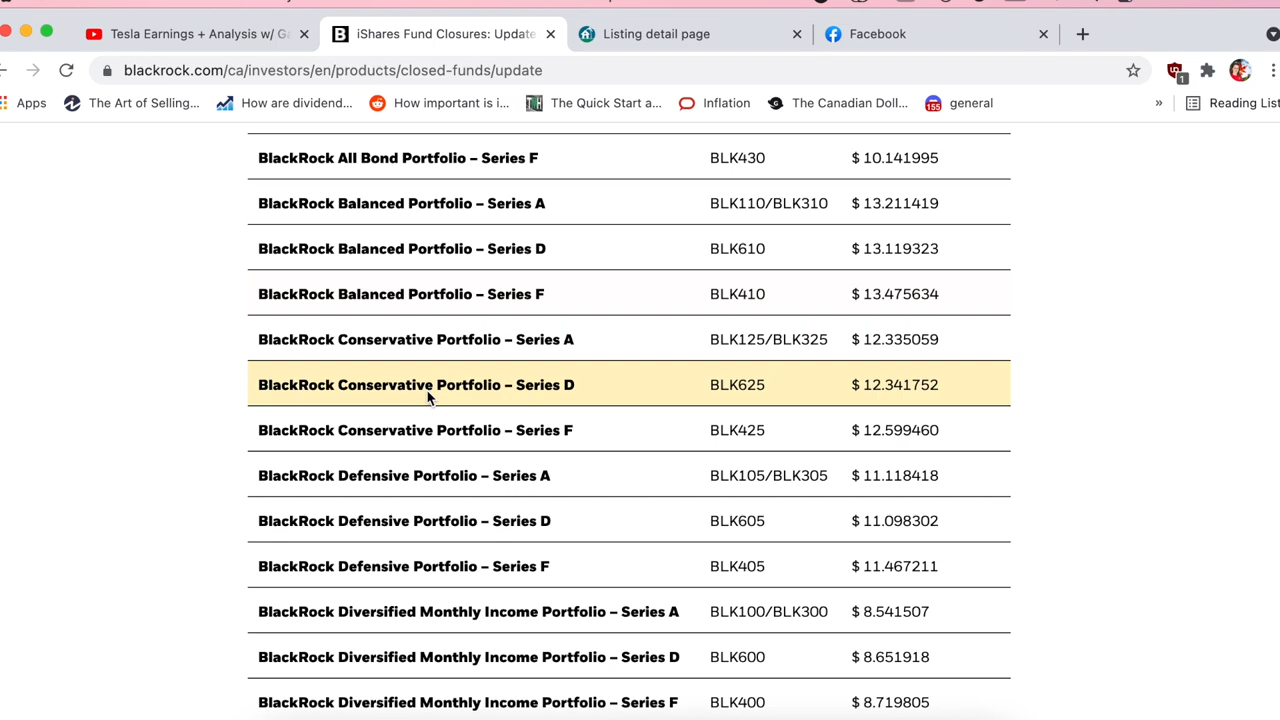 Tesla Earnings + Analysis w/ Ga
iShares Fund Closures: Update
Listing detail page
Facebook
blackrock.com/ca/investors/en/products/closed-funds/update
1
Apps
The Art of Selling...
How are dividend...
How important is i...
The Quick Start a...
Inflation
The Canadian Doll...
155
general
»
Reading List
BlackRock All Bond Portfolio – Series F BLK430 $ 10.141995
BlackRock Balanced Portfolio – Series A BLK110/BLK310 $ 13.211419
BlackRock Balanced Portfolio – Series D BLK610 $ 13.119323
BlackRock Balanced Portfolio – Series F BLK410 $ 13.475634
BlackRock Conservative Portfolio – Series A BLK125/BLK325 $ 12.335059
BlackRock Conservative Portfolio – Series D BLK625 $ 12.341752
BlackRock Conservative Portfolio – Series F BLK425 $ 12.599460
BlackRock Defensive Portfolio – Series A BLK105/BLK305 $ 11.118418
BlackRock Defensive Portfolio – Series D BLK605 $ 11.098302
BlackRock Defensive Portfolio – Series F BLK405 $ 11.467211
BlackRock Diversified Monthly Income Portfolio – Series A BLK100/BLK300 $ 8.541507
BlackRock Diversified Monthly Income Portfolio – Series D BLK600 $ 8.651918
BlackRock Diversified Monthly Income Portfolio – Series F BLK400 $ 8.719805